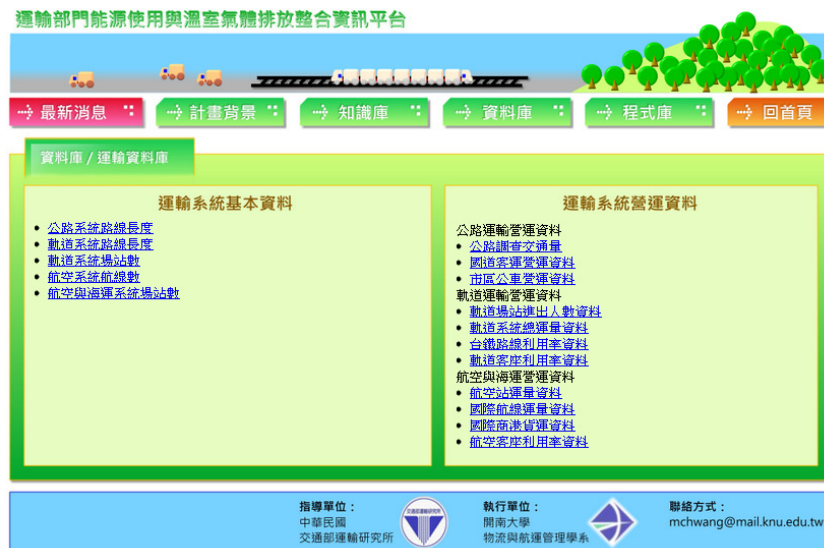 運輸部門能源使用與溫室氣體排放整合資訊平台
最新消息
計畫背景
知識庫
資料庫
程式庫
回首頁
資料庫 / 運輸資料庫
運輸系統基本資料
公路系統路線長度
軌道系統路線長度
軌道系統場站數
航空系統航線數
航空與海運系統場站數
運輸系統營運資料
公路運輸營運資料
公路調查交通量
國道客運營運資料
市區公車營運資料
軌道運輸營運資料
軌道場站進出人數資料
軌道系統總運量資料
台鐵路線利用率資料
軌道客座利用率資料
航空與海運營運資料
航空站運量資料
國際航線運量資料
國際商港貨運資料
航空客座利用率資料
指導單位：
中華民國
交通部運輸研究所
執行單位：
開南大學
物流與航運管理學系
聯絡方式：
mchwang@mail.knu.edu.tw